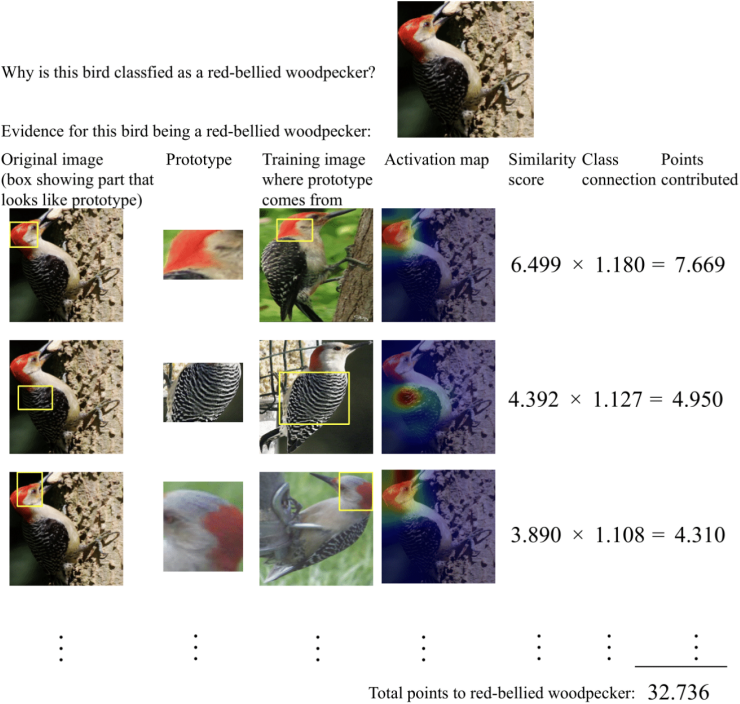 Why is this bird classfied as a red-bellied woodpecker?
Evidence for this bird being a red-bellied woodpecker:
Original image
(box showing part that
looks like prototype)
Prototype
Training image
where prototype
comes from
Activation map
Similarity
score
Class
connection
Points
contributed
6.499 × 1.180 = 7.669
4.392 × 1.127 = 4.950
3.890 × 1.108 = 4.310
Total points to red-bellied woodpecker: 32.736